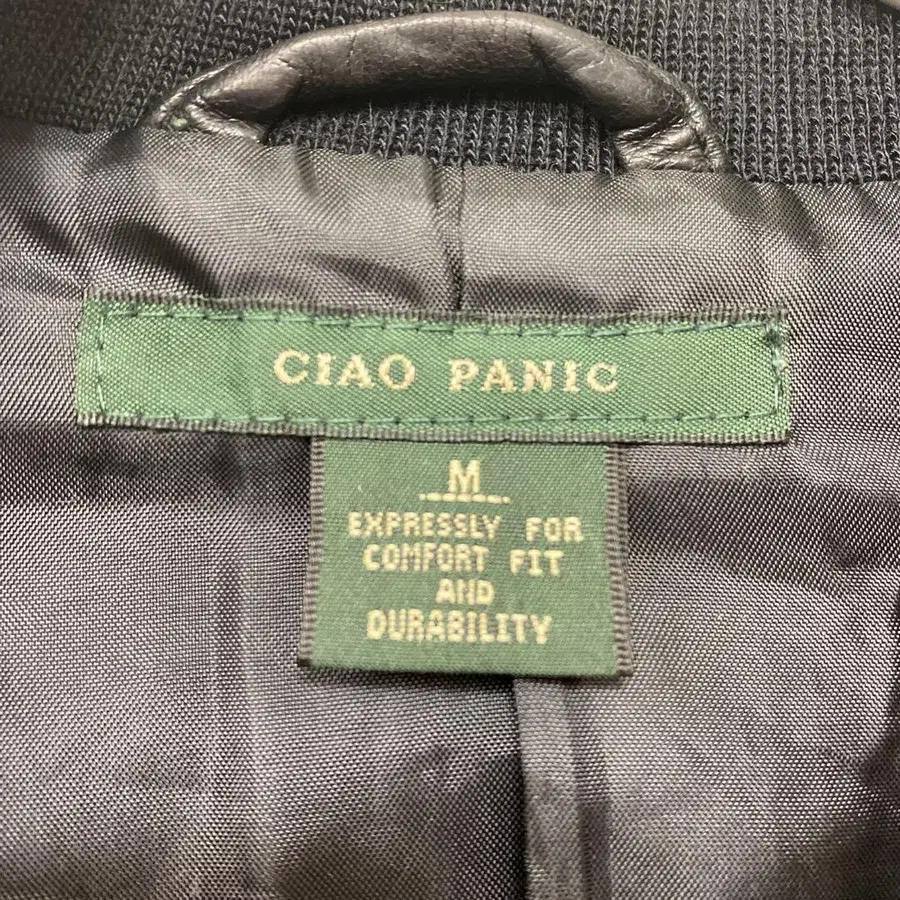 CIAO PANIC
M
EXPRESSLY FOR
COMFORT FIT
AND
DURABILITY